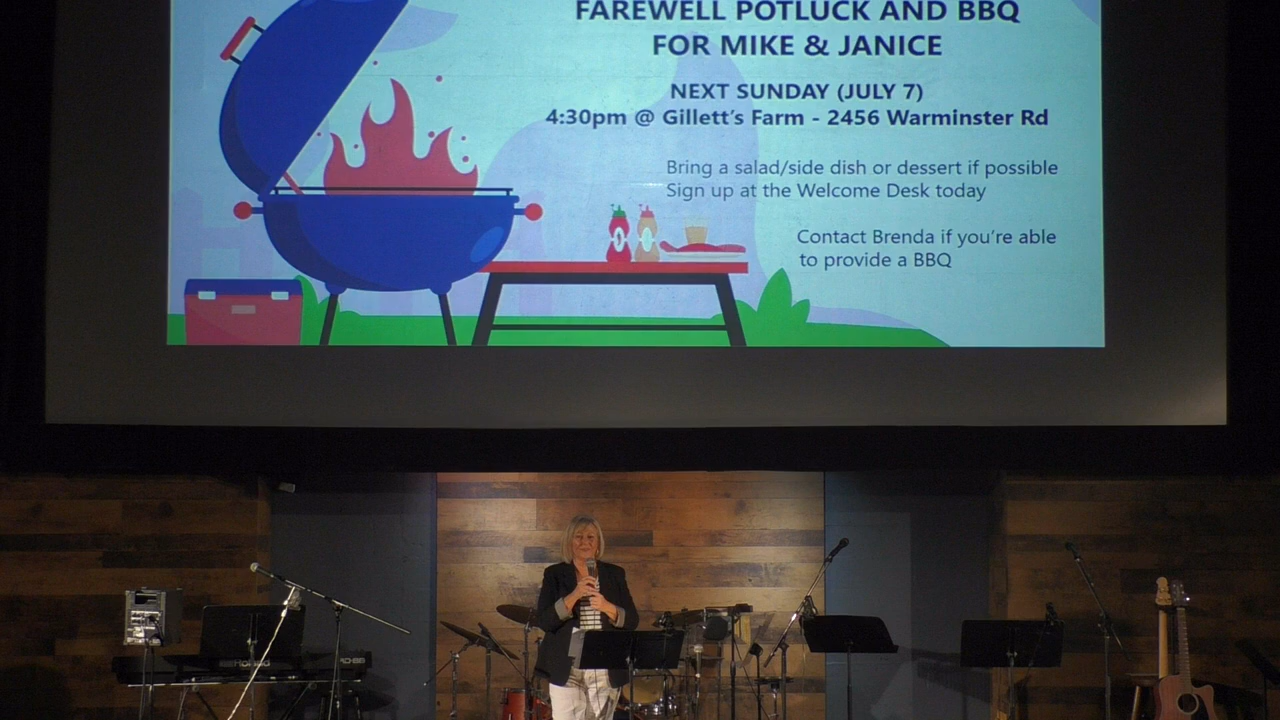 FAREWELL POTLUCK AND BBQ
FOR MIKE & JANICE
NEXT SUNDAY (JULY 7)
4:30pm @ Gillett's Farm - 2456 Warminster Rd
Bring a salad/side dish or dessert if possible
Sign up at the Welcome Desk today
Contact Brenda if you're able
to provide a BBQ